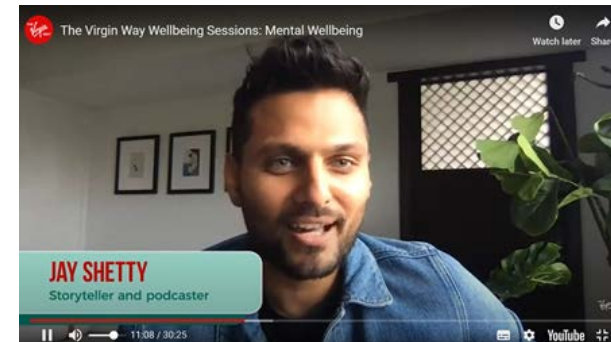 The Virgin Way Wellbeing Sessions: Mental Wellbeing
Watch later
Shar
JAY SHETTY
Storyteller and podcaster
11:08 / 30:25
YouTube